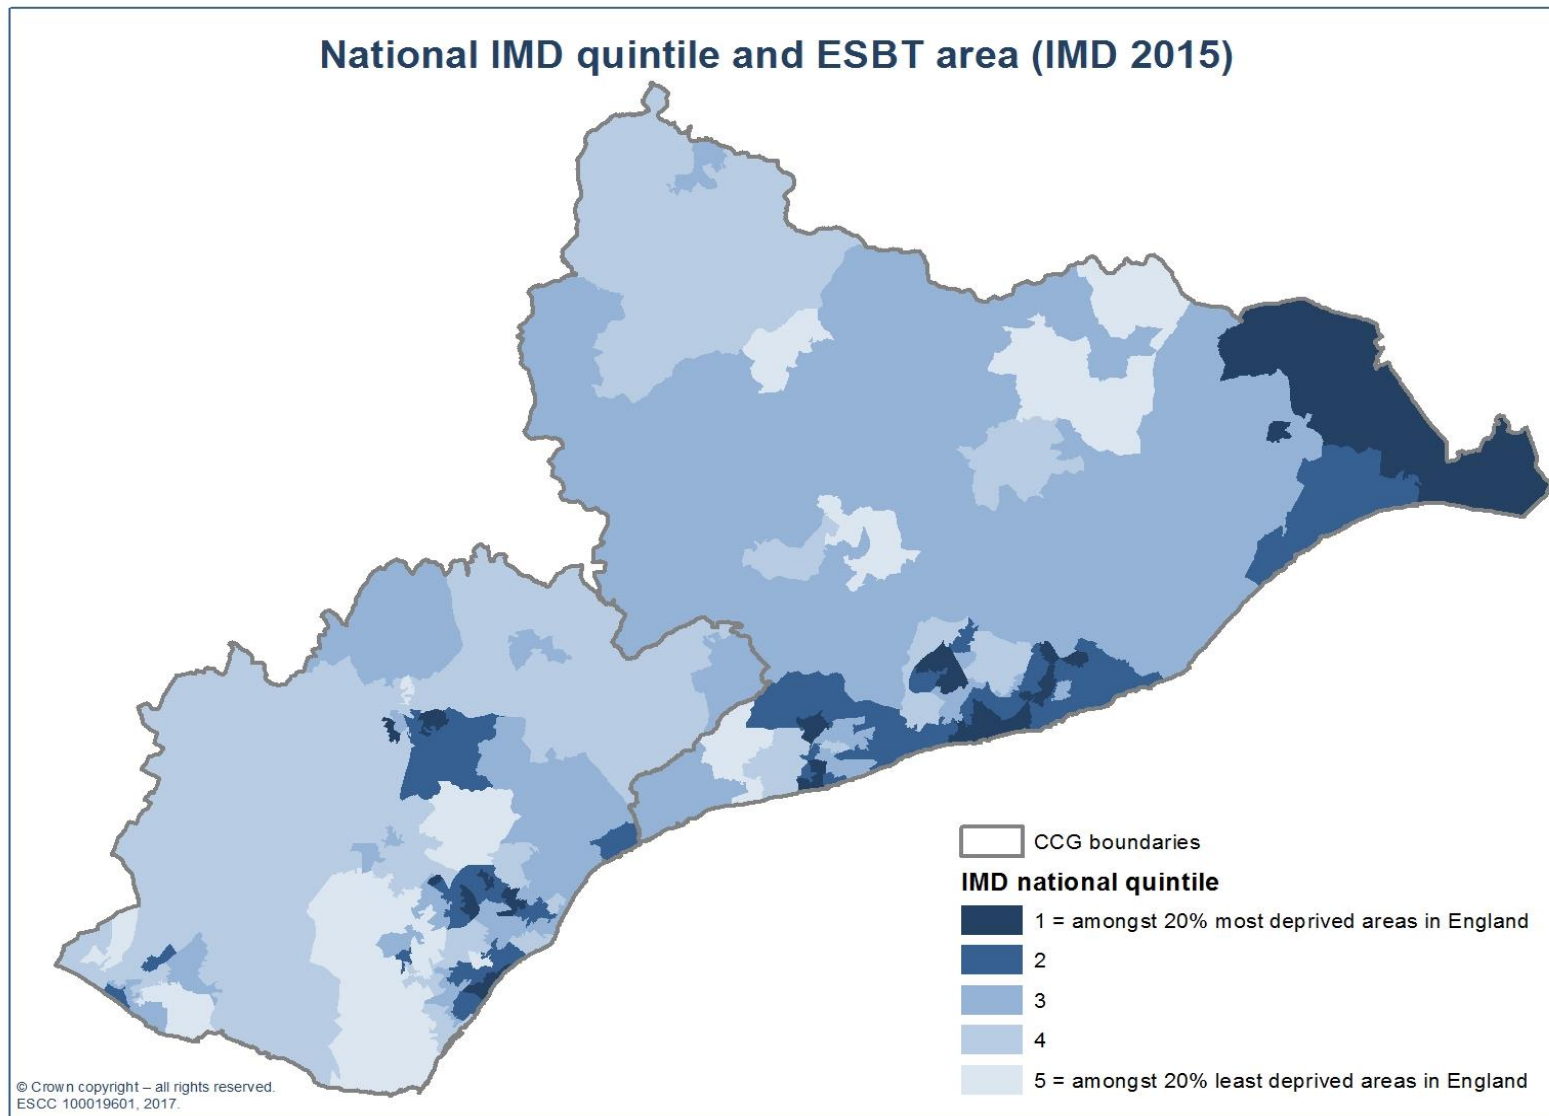 National IMD quintile and ESBT area (IMD 2015)
CCG boundaries
IMD national quintile
1 = amongst 20% most deprived areas in England
2
3
4
5 = amongst 20% least deprived areas in England
© Crown copyright – all rights reserved.
ESCC 100019601, 2017.